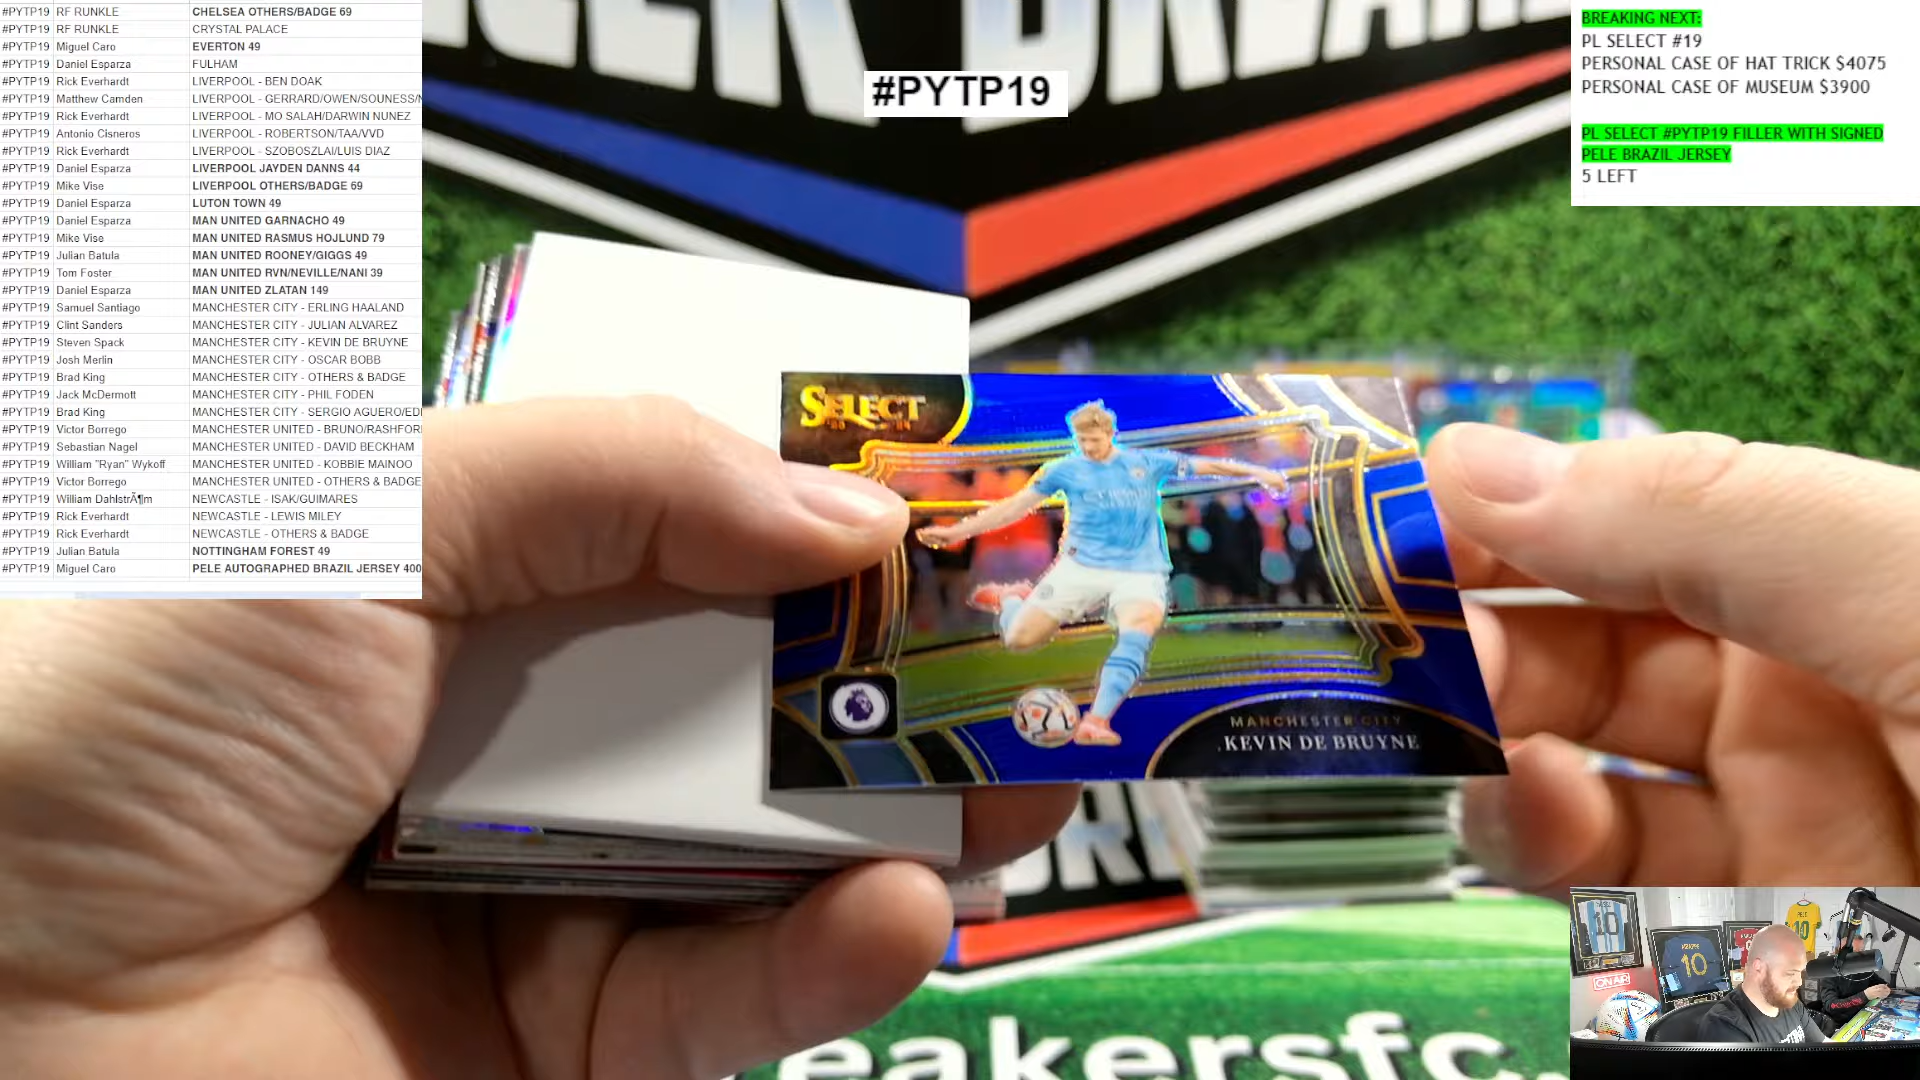 #PYTP19 RF RUNKLE CHELSEA OTHERS/BADGE 69
#PYTP19 RF RUNKLE CRYSTAL PALACE
#PYTP19 Miguel Caro EVERTON 49
#PYTP19 Daniel Esparza FULHAM
#PYTP19 Rick Everhardt LIVERPOOL - BEN DOAK
#PYTP19 Matthew Camden LIVERPOOL - GERRARD/OWEN/SOUNESS/
#PYTP19 Rick Everhardt LIVERPOOL - MO SALAH/DARWIN NUNEZ
#PYTP19 Antonio Cisneros LIVERPOOL - ROBERTSON/TAA/VVD
#PYTP19 Rick Everhardt LIVERPOOL - SZOBOSZLAI/LUIS DIAZ
#PYTP19 Daniel Esparza LIVERPOOL JAYDEN DANNS 44
#PYTP19 Mike Vise LIVERPOOL OTHERS/BADGE 69
#PYTP19 Daniel Esparza LUTON TOWN 49
#PYTP19 Daniel Esparza MAN UNITED GARNACHO 49
#PYTP19 Mike Vise MAN UNITED RASMUS HOJLUND 79
#PYTP19 Julian Batula MAN UNITED ROONEY/GIGGS 49
#PYTP19 Tom Foster MAN UNITED RVN/NEVILLE/NANI 39
#PYTP19 Daniel Esparza MAN UNITED ZLATAN 149
#PYTP19 Samuel Santiago MANCHESTER CITY - ERLING HAALAND
#PYTP19 Clint Sanders MANCHESTER CITY - JULIAN ALVAREZ
#PYTP19 Steven Spack MANCHESTER CITY - KEVIN DE BRUYNE
#PYTP19 Josh Merlin MANCHESTER CITY - OSCAR BOBB
#PYTP19 Brad King MANCHESTER CITY - OTHERS & BADGE
#PYTP19 Jack McDermott MANCHESTER CITY - PHIL FODEN
#PYTP19 Brad King MANCHESTER CITY - SERGIO AGUERO/ED
#PYTP19 Victor Borrego MANCHESTER UNITED - BRUNO/RASHFOR
#PYTP19 Sebastian Nagel MANCHESTER UNITED - DAVID BECKHAM
#PYTP19 William "Ryan" Wykoff MANCHESTER UNITED - KOBBIE MAINOO
#PYTP19 Victor Borrego MANCHESTER UNITED - OTHERS & BADGE
#PYTP19 William DahlstrÃ¶m NEWCASTLE - ISAK/GUIMARES
#PYTP19 Rick Everhardt NEWCASTLE - LEWIS MILEY
#PYTP19 Rick Everhardt NEWCASTLE - OTHERS & BADGE
#PYTP19 Julian Batula NOTTINGHAM FOREST 49
#PYTP19 Miguel Caro PELE AUTOGRAPHED BRAZIL JERSEY 400
#PYTP19
BREAKING NEXT:
PL SELECT #19
PERSONAL CASE OF HAT TRICK $4075
PERSONAL CASE OF MUSEUM $3900
PL SELECT #PYTP19 FILLER WITH SIGNED
PELE BRAZIL JERSEY
5 LEFT
SELECT
MANCHESTER CITY
KEVIN DE BRUYNE
eakersfc.
10
10
10
ON AIR